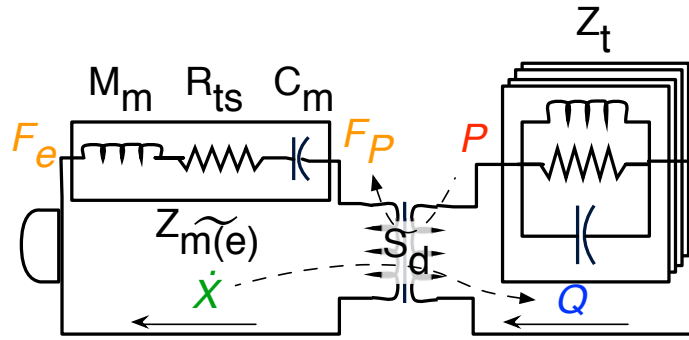 Z_t
M_m R_ts C_m
F_e F_P P
Z_m(e)
S_d
Ẋ Q